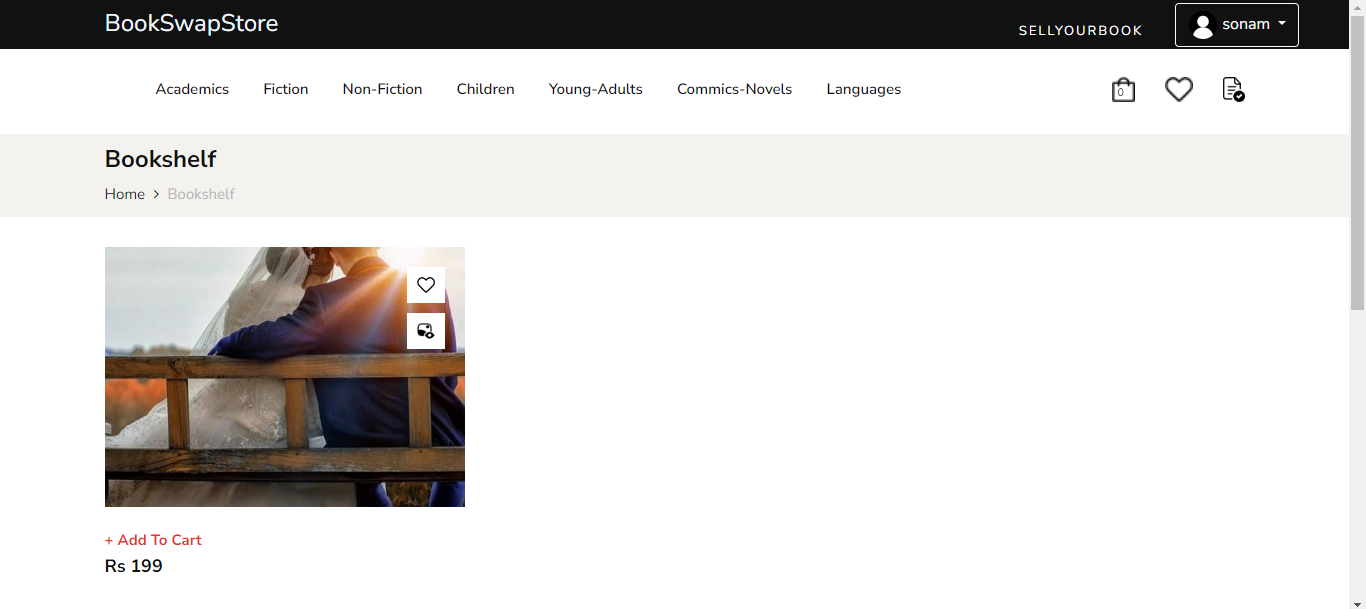 BookSwapStore
SELLYOURBOOK
sonam
Academics Fiction Non-Fiction Children Young-Adults Commics-Novels Languages
0
Bookshelf
Home > Bookshelf
+ Add To Cart
Rs 199